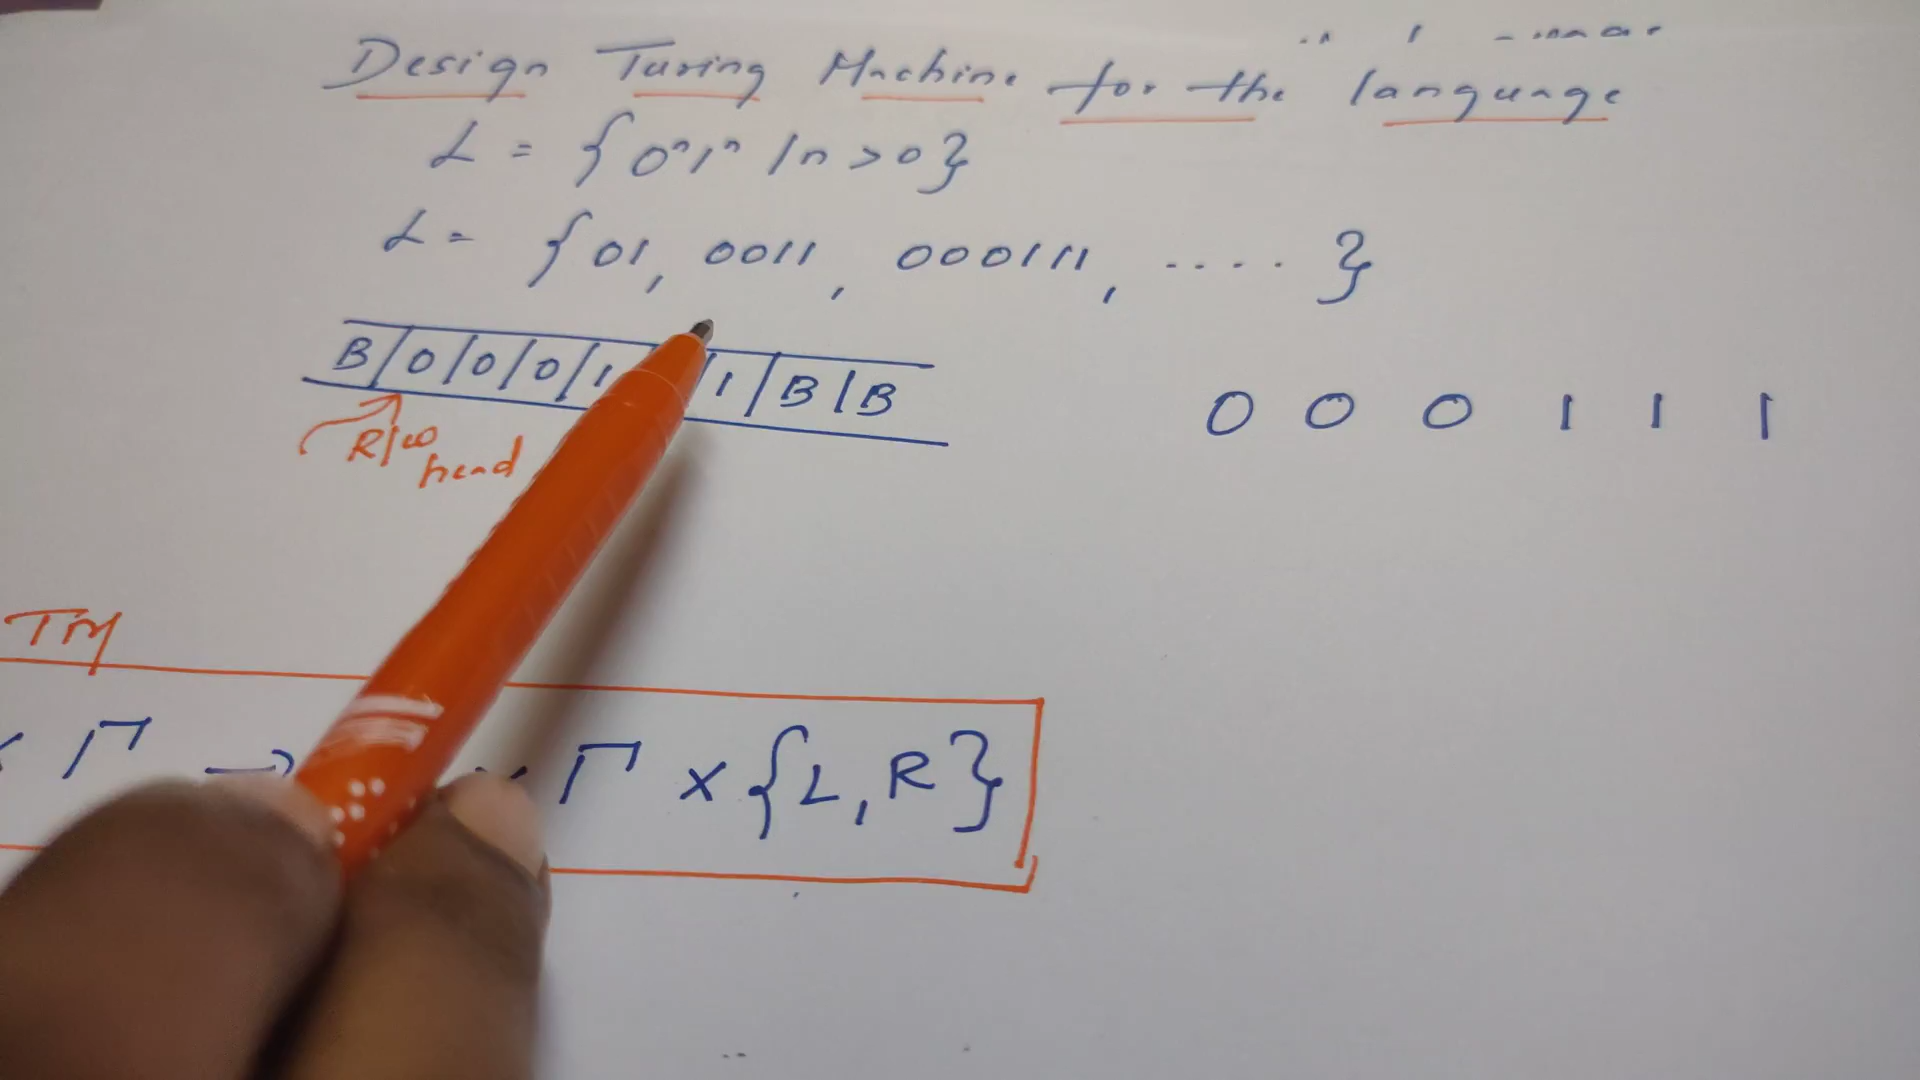 Design Turing Machine for the language
L = {0ⁿ1ⁿ | n > 0}
L = { 01, 0011, 000111, .... }
B/0/0/0/1 /1/B/B
R/W head
0 0 0 1 1 1
TM
× Γ → × Γ × {L, R}